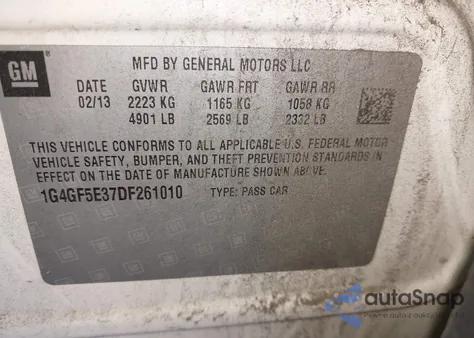 GM
MFD BY GENERAL MOTORS LLC
DATE GVWR GAWR FRT GAWR RR
02/13 2223 KG 1165 KG 1058 KG
4901 LB 2569 LB 2332 LB
THIS VEHICLE CONFORMS TO ALL APPLICABLE U.S. FEDERAL MOTOR
VEHICLE SAFETY, BUMPER, AND THEFT PREVENTION STANDARDS IN
EFFECT ON THE DATE OF MANUFACTURE SHOWN ABOVE.
1G4GF5E37DF261010 TYPE: PASS CAR
autoSnap